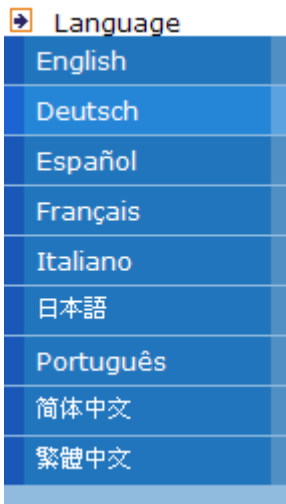 Language
English
Deutsch
Español
Français
Italiano
日本語
Português
简体中文
繁體中文